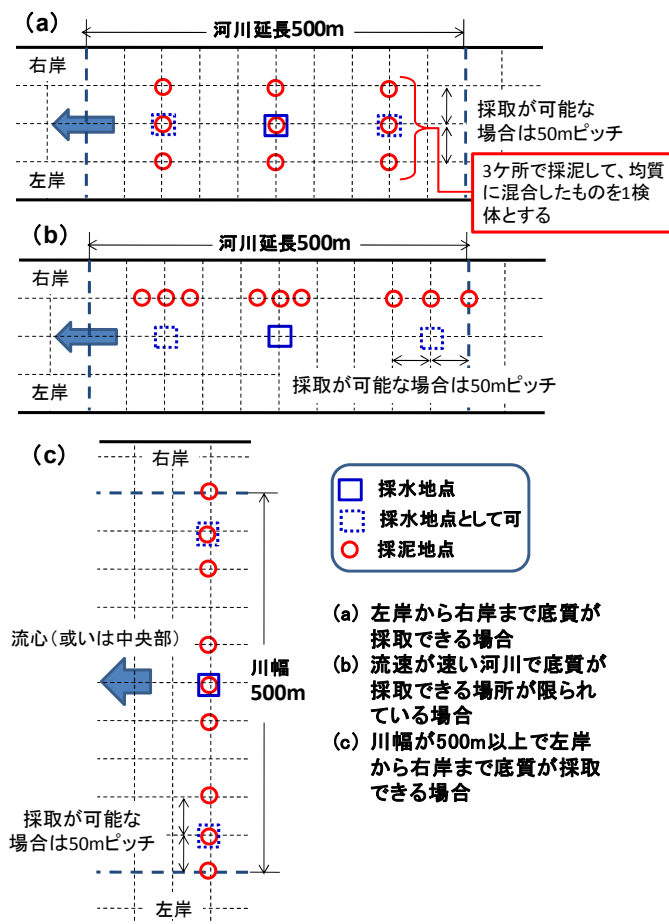 (a)
河川延長500m
右岸
左岸
採取が可能な
場合は50mピッチ
3ケ所で採泥して、均質
に混合したものを1検
体とする
(b)
河川延長500m
右岸
左岸
採取が可能な場合は50mピッチ
(c)
右岸
流心(或いは中央部)
川幅
500m
採取が可能な
場合は50mピッチ
左岸
採水地点
採水地点として可
採泥地点
(a) 左岸から右岸まで底質が
採取できる場合
(b) 流速が速い河川で底質が
採取できる場所が限られ
ている場合
(c) 川幅が500m以上で左岸
から右岸まで底質が採取
できる場合